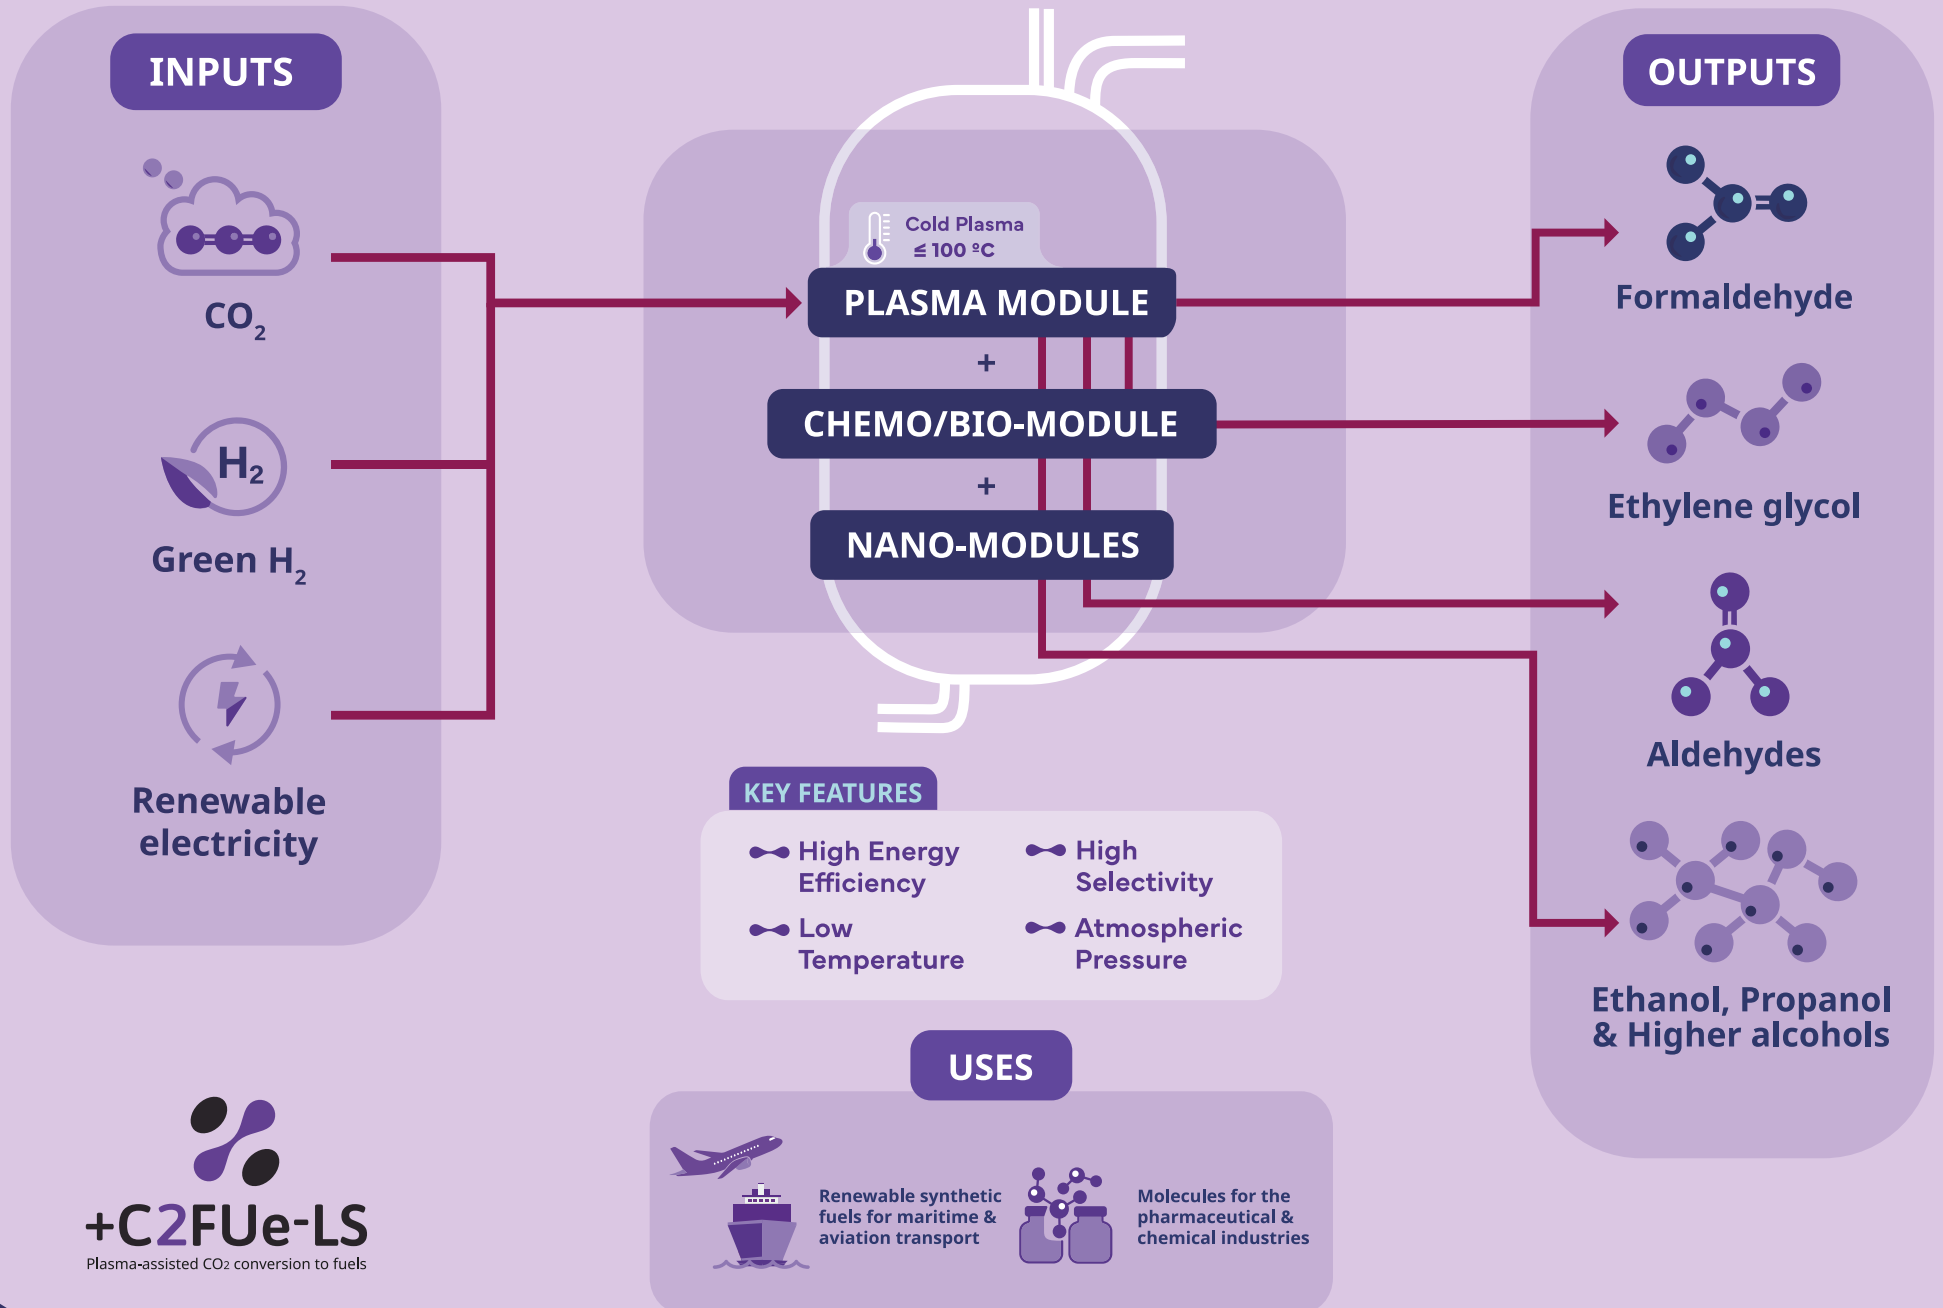 INPUTS
CO₂
H₂
Green H₂
Renewable
electricity
Cold Plasma
≤ 100 ºC
PLASMA MODULE
+
CHEMO/BIO-MODULE
+
NANO-MODULES
OUTPUTS
Formaldehyde
Ethylene glycol
Aldehydes
Ethanol, Propanol
& Higher alcohols
KEY FEATURES
High Energy
Efficiency
Low
Temperature
High
Selectivity
Atmospheric
Pressure
USES
Renewable synthetic
fuels for maritime &
aviation transport
Molecules for the
pharmaceutical &
chemical industries
+C2FUe-LS
Plasma-assisted CO₂ conversion to fuels